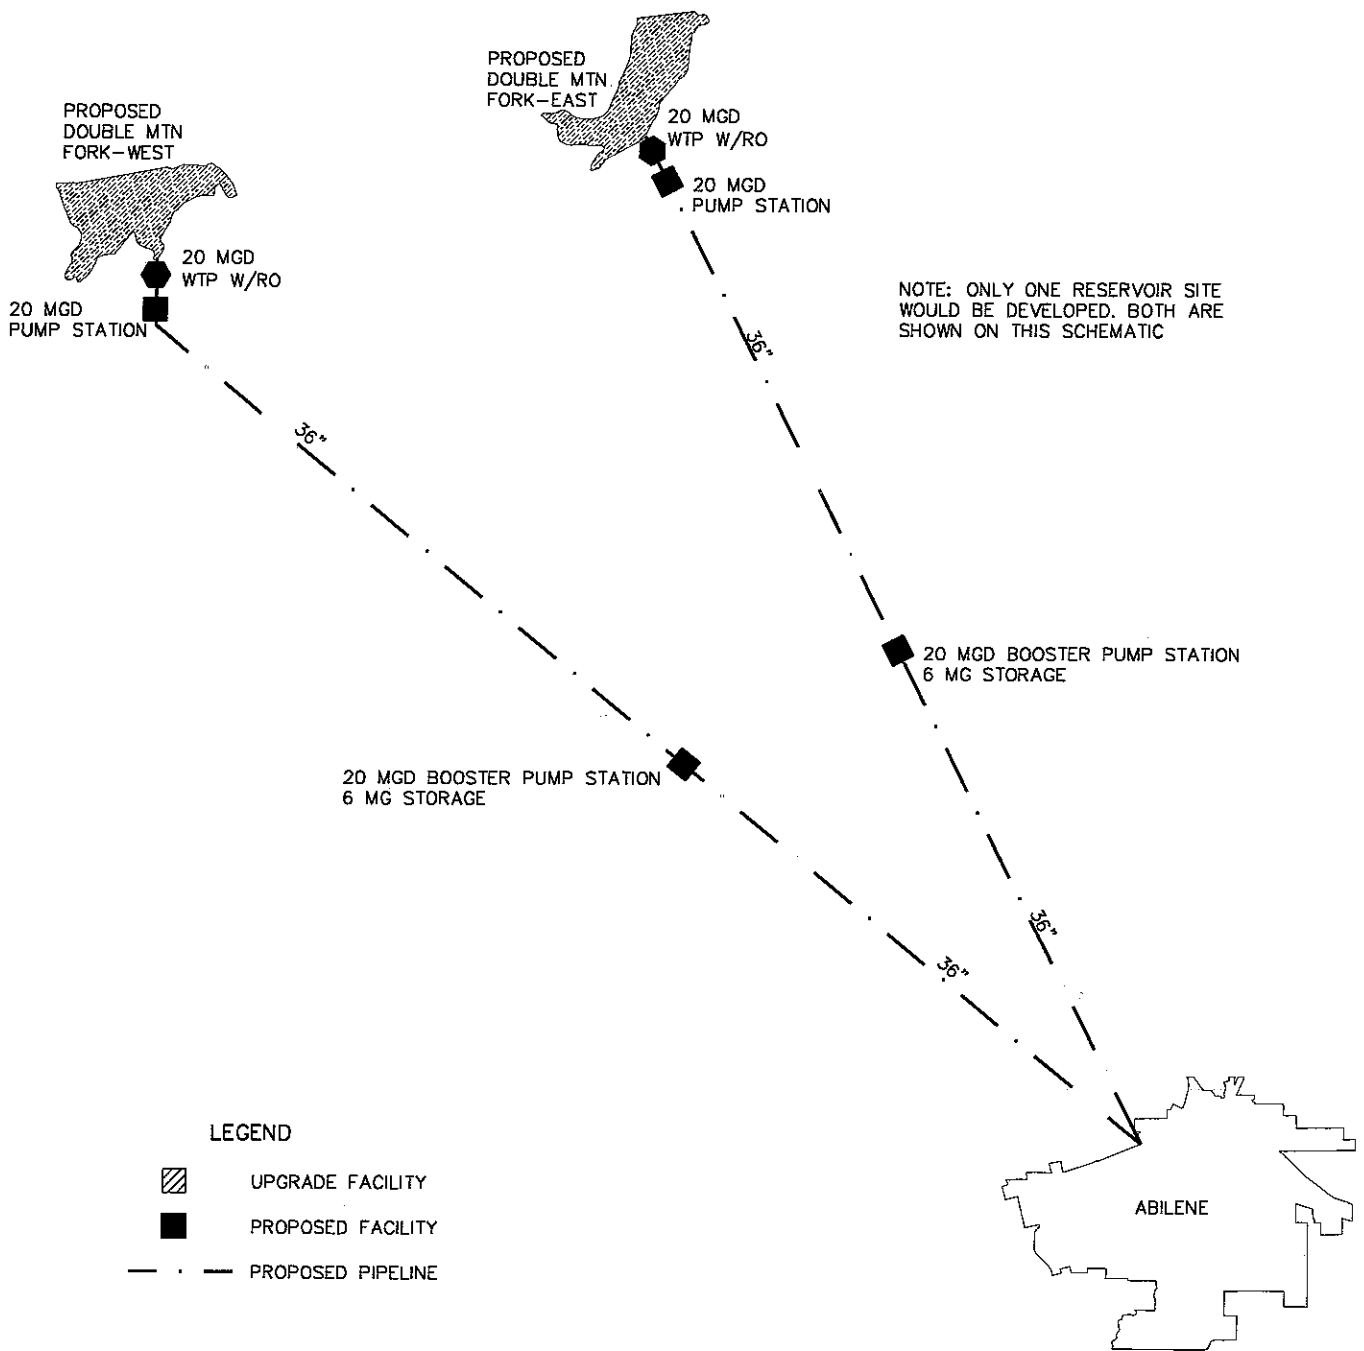 PROPOSED
DOUBLE MTN
FORK-EAST
20 MGD
WTP W/RO
20 MGD
PUMP STATION
PROPOSED
DOUBLE MTN
FORK-WEST
20 MGD
WTP W/RO
20 MGD
PUMP STATION
NOTE: ONLY ONE RESERVOIR SITE
WOULD BE DEVELOPED. BOTH ARE
SHOWN ON THIS SCHEMATIC
36"
36"
20 MGD BOOSTER PUMP STATION
6 MG STORAGE
20 MGD BOOSTER PUMP STATION
6 MG STORAGE
36"
36"
ABILENE
LEGEND
UPGRADE FACILITY
PROPOSED FACILITY
PROPOSED PIPELINE